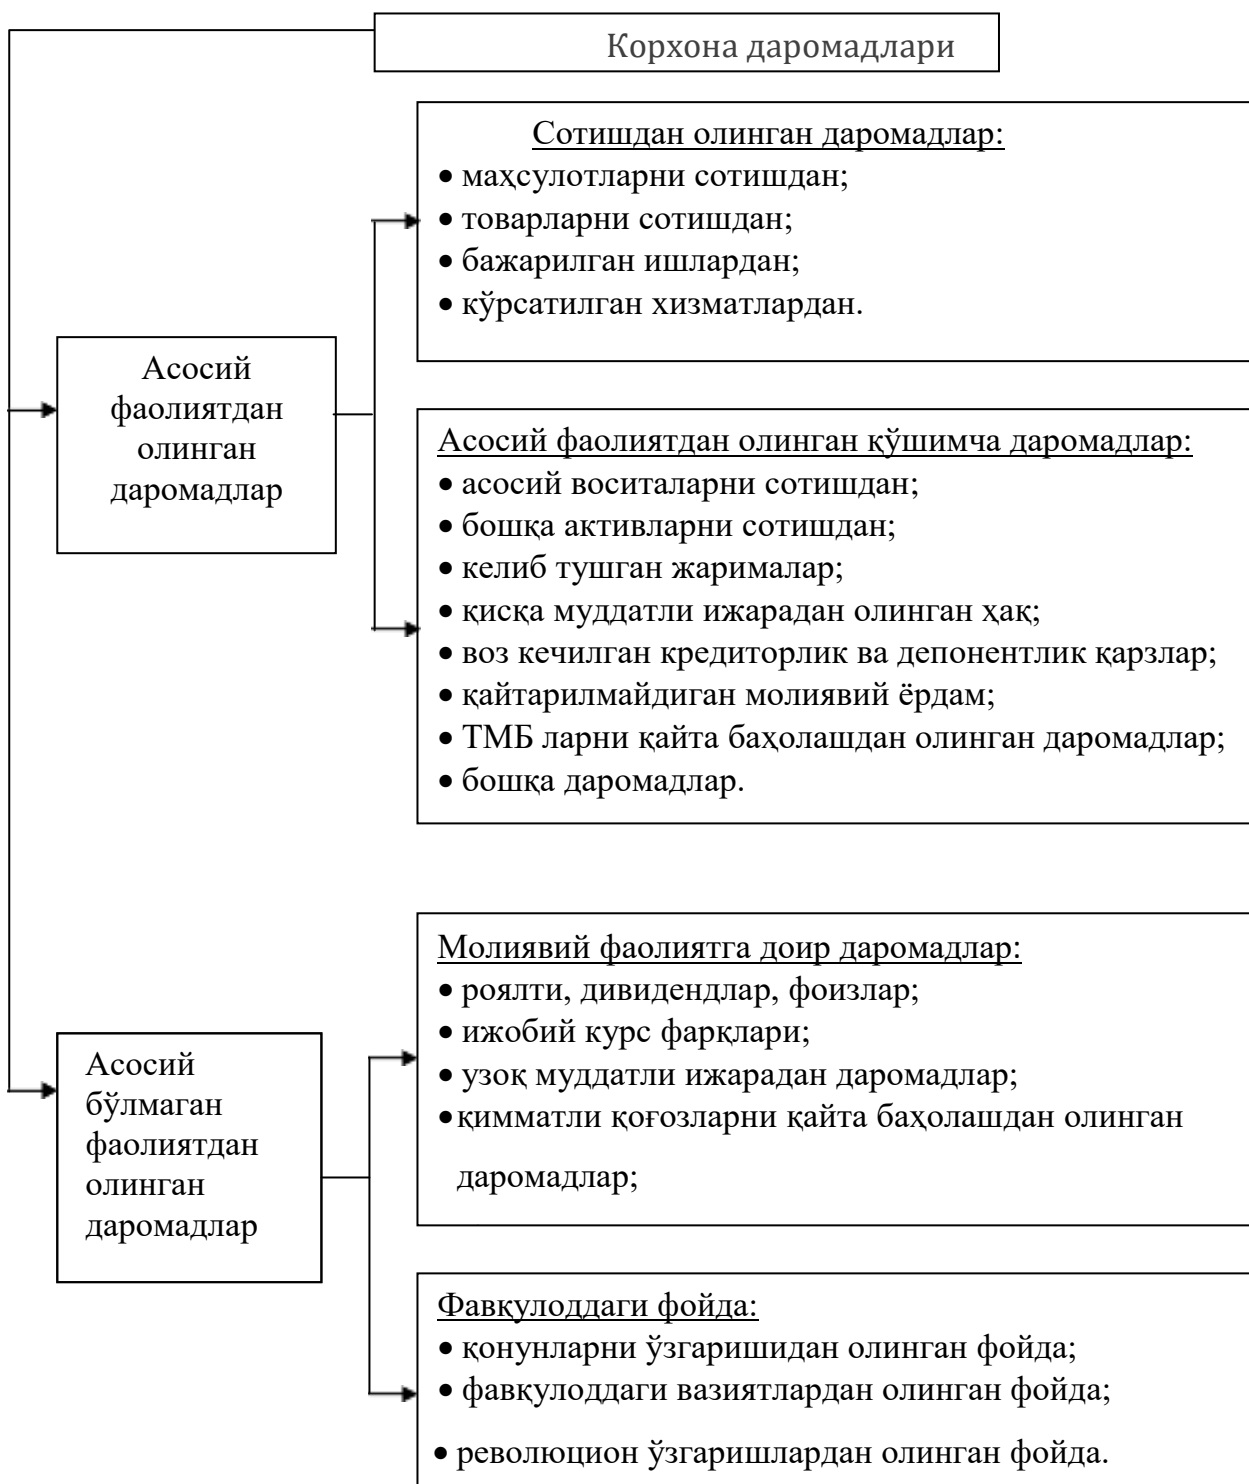 Корхона даромадлари
Сотишдан олинган даромадлар:
• маҳсулотларни сотишдан;
• товарларни сотишдан;
• бажарилган ишлардан;
• кўрсатилган хизматлардан.
Асосий
фаолиятдан
олинган
даромадлар
Асосий фаолиятдан олинган қўшимча даромадлар:
• асосий воситаларни сотишдан;
• бошқа активларни сотишдан;
• келиб тушган жарималар;
• қисқа муддатли ижарадан олинган ҳақ;
• воз кечилган кредиторлик ва депонентлик қарзлар;
• қайтарилмайдиган молиявий ёрдам;
• ТМБ ларни қайта баҳолашдан олинган даромадлар;
• бошқа даромадлар.
Асосий
бўлмаган
фаолиятдан
олинган
даромадлар
Молиявий фаолиятга доир даромадлар:
• роялти, дивидендлар, фоизлар;
• ижобий курс фарқлари;
• узоқ муддатли ижарадан даромадлар;
• қимматли қоғозларни қайта баҳолашдан олинган
даромадлар;
Фавқулоддаги фойда:
• қонунларни ўзгаришидан олинган фойда;
• фавқулоддаги вазиятлардан олинган фойда;
• революцион ўзгаришлардан олинган фойда.